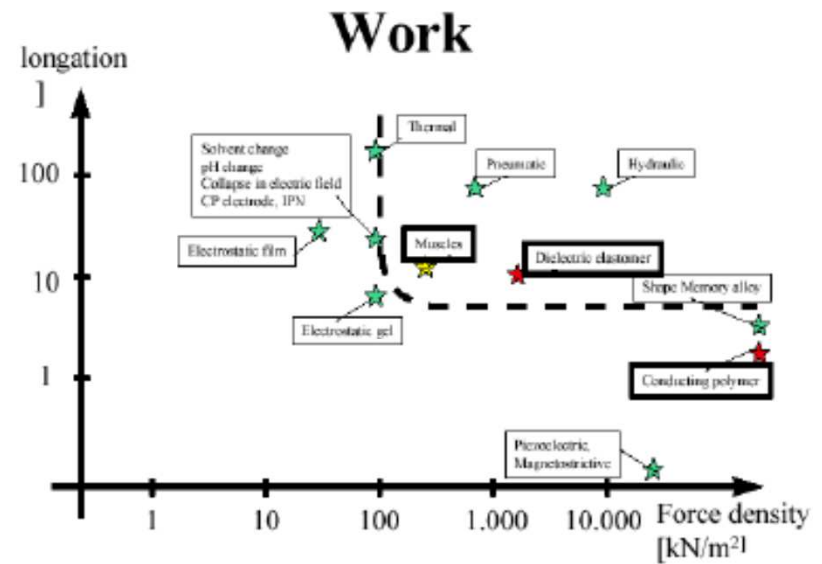 Work
longation
]
Thermal
Solvent change
pH change
Collapse in electric field
CP electrode, IPN
Pneumatic
Hydraulic
100
Electrostatic film
Muscles
Dielectric elastomer
10
Shape Memory alloy
Electrostatic gel
1
Conducting polymer
Piezoelectric,
Magnetostrictive
1
10
100
1.000
10.000
Force density
[kN/m²]